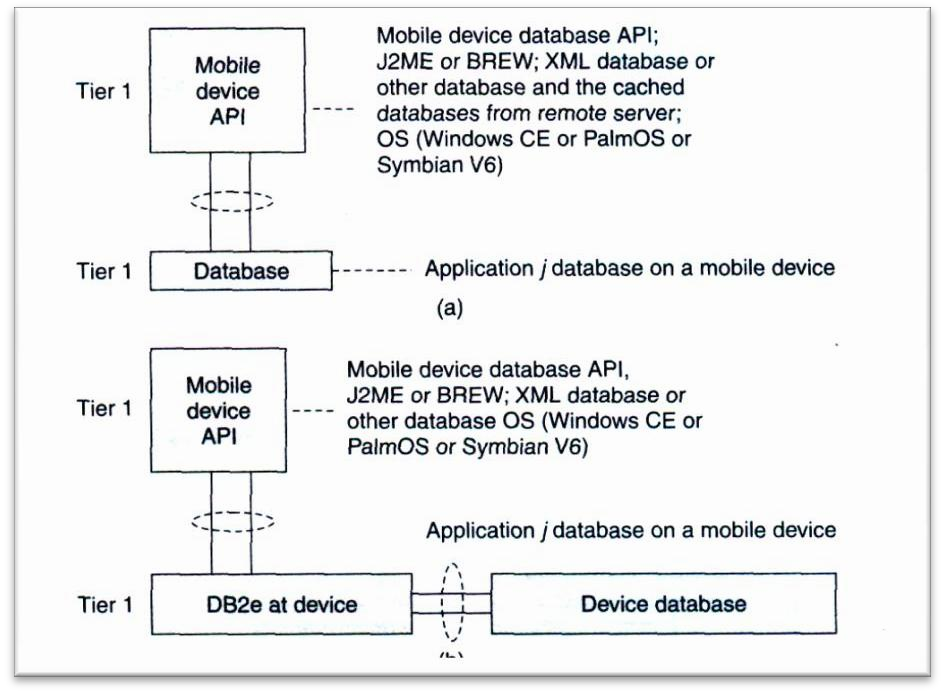 Mobile device database API;
J2ME or BREW; XML database or
other database and the cached
databases from remote server;
OS (Windows CE or PalmOS or
Symbian V6)
Tier 1
Mobile
device
API
Tier 1
Database
Application j database on a mobile device
(a)
Tier 1
Mobile
device
API
Mobile device database API,
J2ME or BREW; XML database or
other database OS (Windows CE or
PalmOS or Symbian V6)
Application j database on a mobile device
Tier 1
DB2e at device
Device database